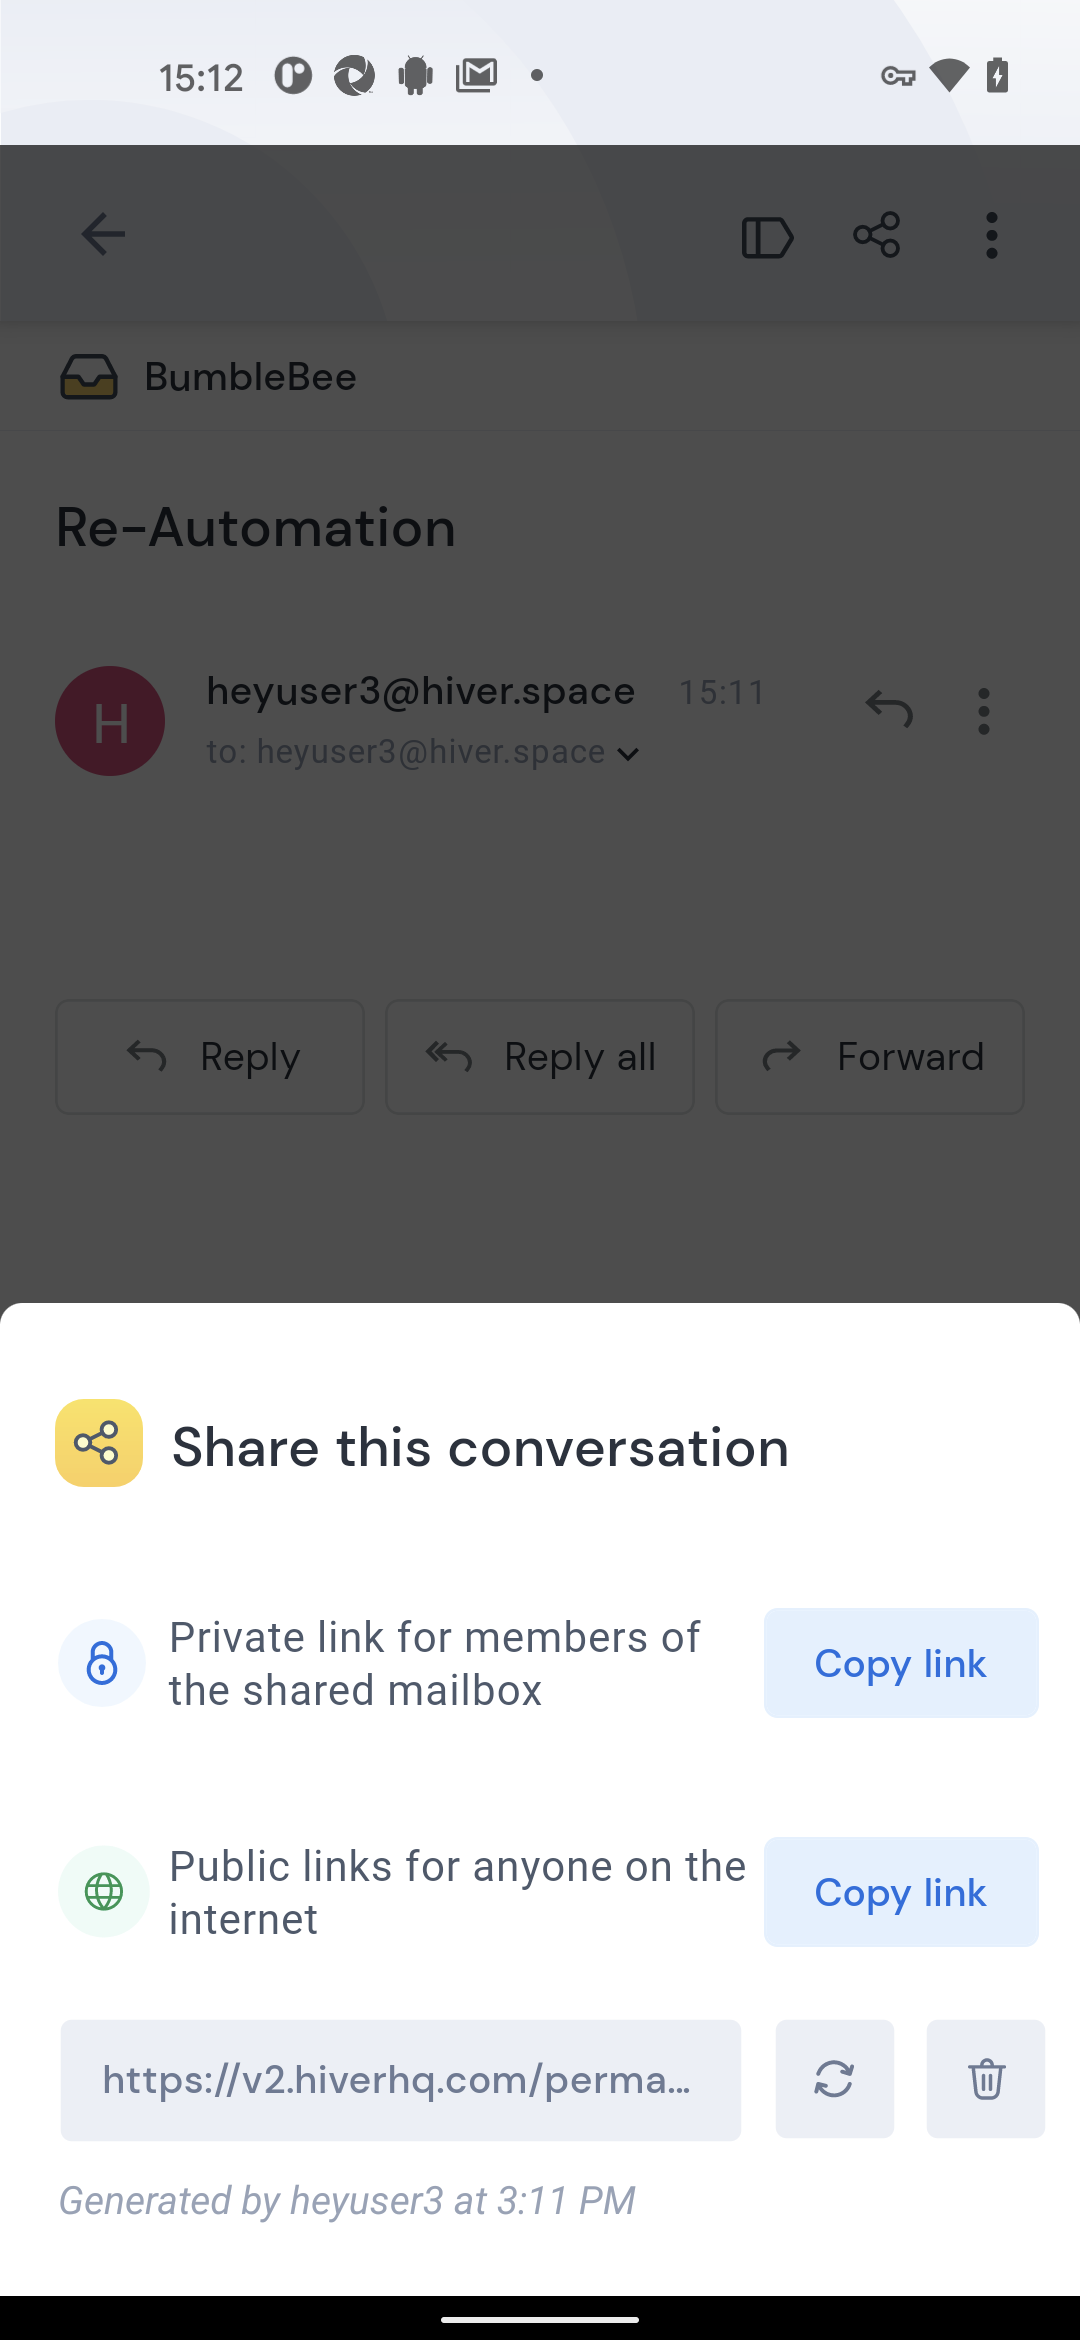 15:12
BumbleBee
Re-Automation
H
heyuser3@hiver.space 15:11
to: heyuser3@hiver.space
Reply Reply all Forward
Share this conversation
Private link for members of
the shared mailbox
Copy link
Public links for anyone on the
internet
Copy link
https://v2.hiverhq.com/perma...
Generated by heyuser3 at 3:11 PM